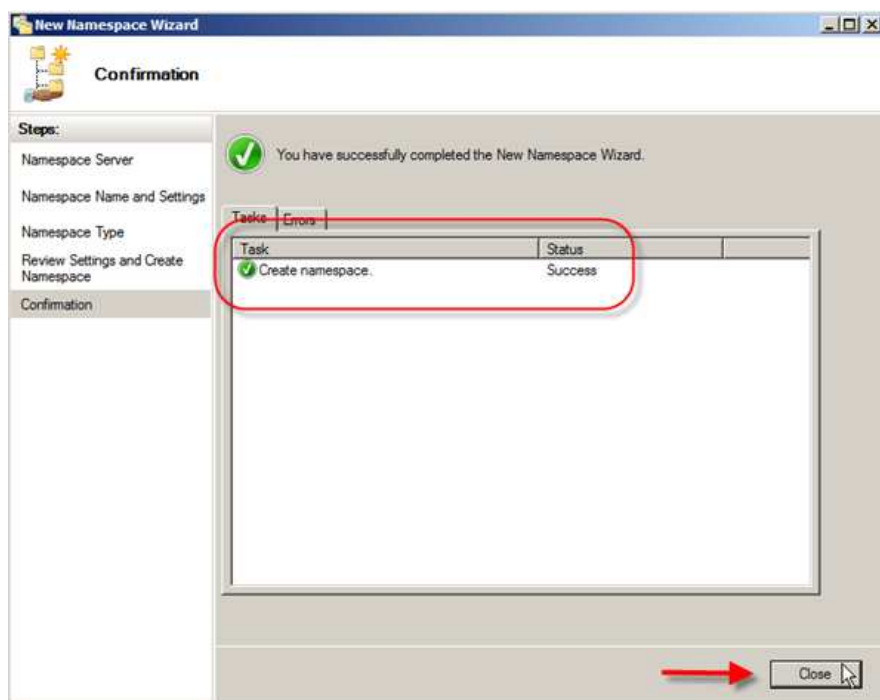 New Namespace Wizard
Confirmation
Steps:
Namespace Server
Namespace Name and Settings
Namespace Type
Review Settings and Create
Namespace
Confirmation
You have successfully completed the New Namespace Wizard.
Tasks Errors
Task Status
Create namespace. Success
Close